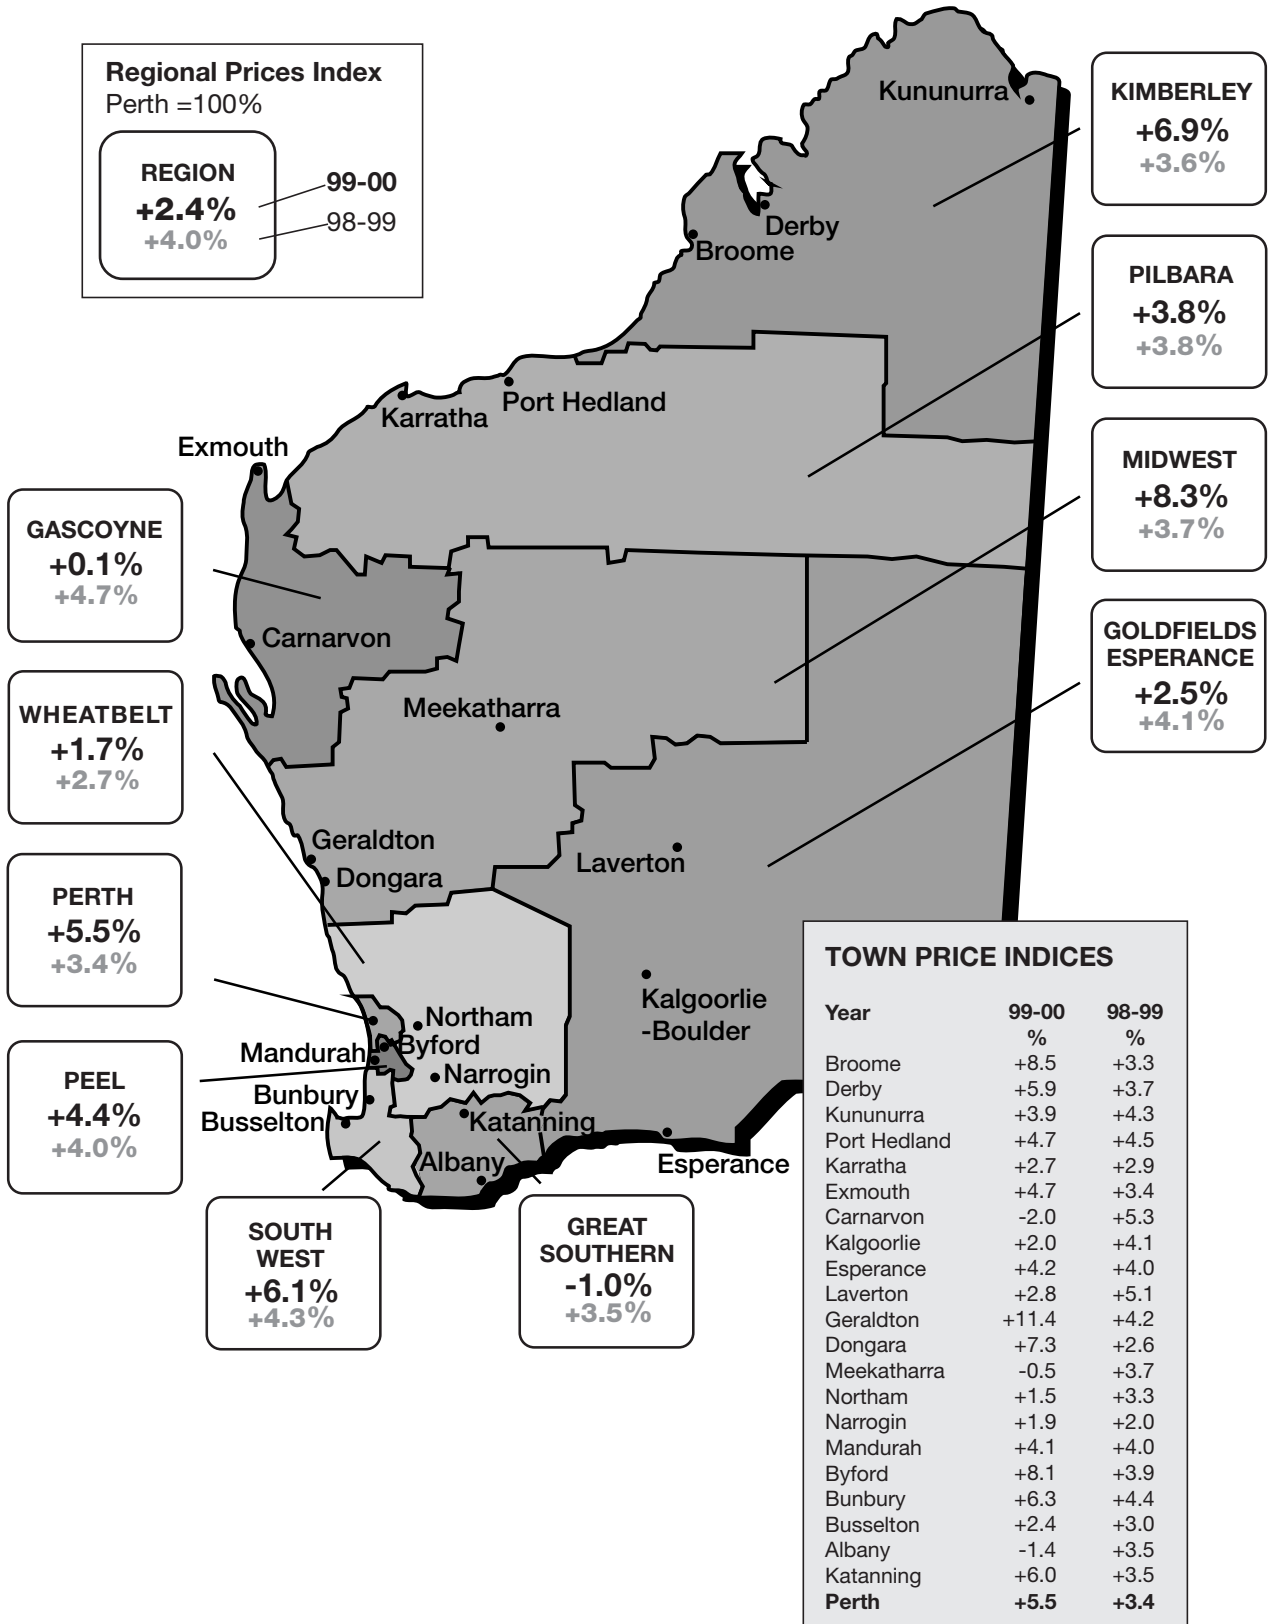 Regional Prices Index
Perth =100%
REGION
+2.4%
+4.0%
99-00
98-99
Kununurra
Derby
Broome
Port Hedland
Karratha
Exmouth
Carnarvon
Meekatharra
Geraldton
Dongara
Laverton
Kalgoorlie
-Boulder
Northam
Byford
Mandurah
Narrogin
Bunbury
Busselton
Katanning
Albany
Esperance
KIMBERLEY
+6.9%
+3.6%
PILBARA
+3.8%
+3.8%
MIDWEST
+8.3%
+3.7%
GOLDFIELDS
ESPERANCE
+2.5%
+4.1%
GASCOYNE
+0.1%
+4.7%
WHEATBELT
+1.7%
+2.7%
PERTH
+5.5%
+3.4%
PEEL
+4.4%
+4.0%
SOUTH
WEST
+6.1%
+4.3%
GREAT
SOUTHERN
-1.0%
+3.5%
TOWN PRICE INDICES
Year 99-00 98-99
% %
Broome +8.5 +3.3
Derby +5.9 +3.7
Kununurra +3.9 +4.3
Port Hedland +4.7 +4.5
Karratha +2.7 +2.9
Exmouth +4.7 +3.4
Carnarvon -2.0 +5.3
Kalgoorlie +2.0 +4.1
Esperance +4.2 +4.0
Laverton +2.8 +5.1
Geraldton +11.4 +4.2
Dongara +7.3 +2.6
Meekatharra -0.5 +3.7
Northam +1.5 +3.3
Narrogin +1.9 +2.0
Mandurah +4.1 +4.0
Byford +8.1 +3.9
Bunbury +6.3 +4.4
Busselton +2.4 +3.0
Albany -1.4 +3.5
Katanning +6.0 +3.5
Perth +5.5 +3.4